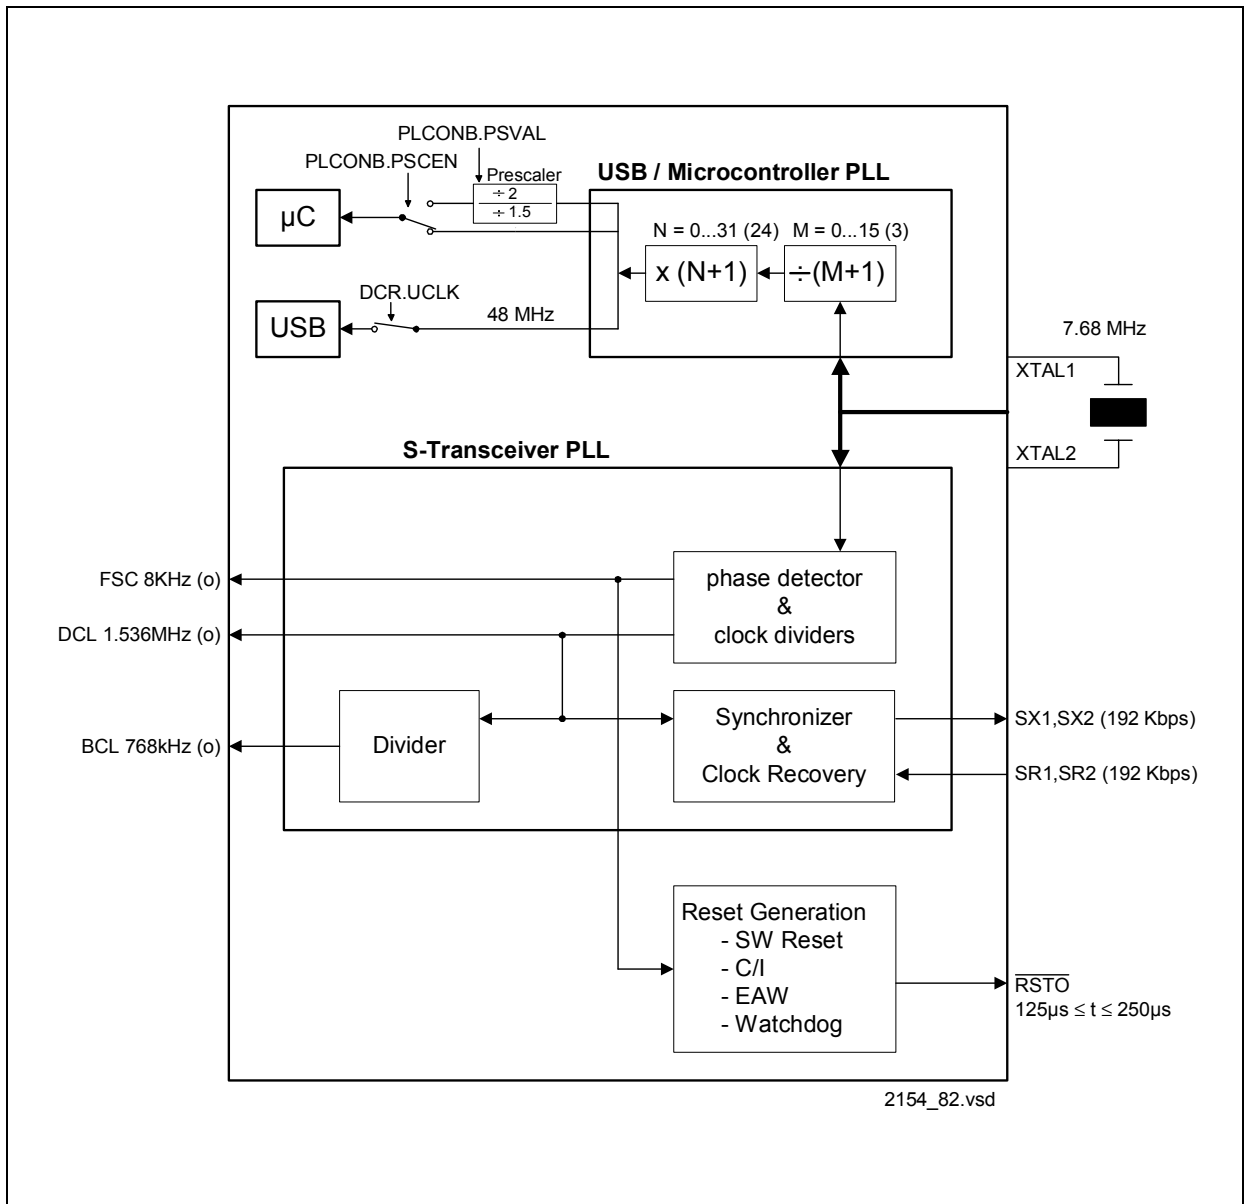 PLCONB.PSVAL
PLCONB.PSCEN
Prescaler
÷ 2
÷ 1.5
µC
USB / Microcontroller PLL
N = 0...31 (24)
M = 0...15 (3)
x (N+1)
÷(M+1)
DCR.UCLK
USB
48 MHz
7.68 MHz
XTAL1
XTAL2
S-Transceiver PLL
FSC 8KHz (o)
DCL 1.536MHz (o)
BCL 768kHz (o)
phase detector
&
clock dividers
Divider
Synchronizer
&
Clock Recovery
SX1,SX2 (192 Kbps)
SR1,SR2 (192 Kbps)
Reset Generation
- SW Reset
- C/I
- EAW
- Watchdog
RSTO
125µs ≤ t ≤ 250µs
2154_82.vsd